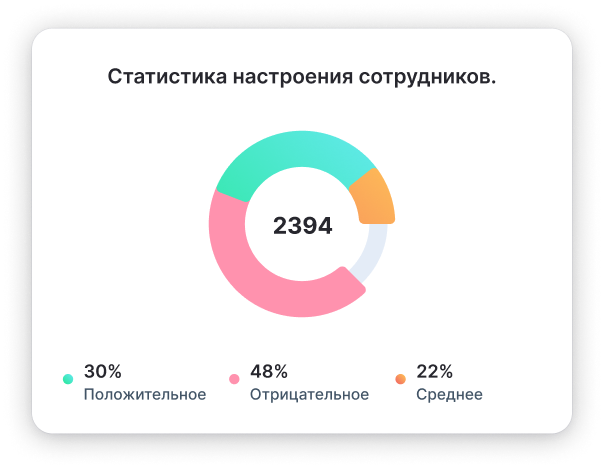 Статистика настроения сотрудников.
2394
30%
Положительное
48%
Отрицательное
22%
Среднее